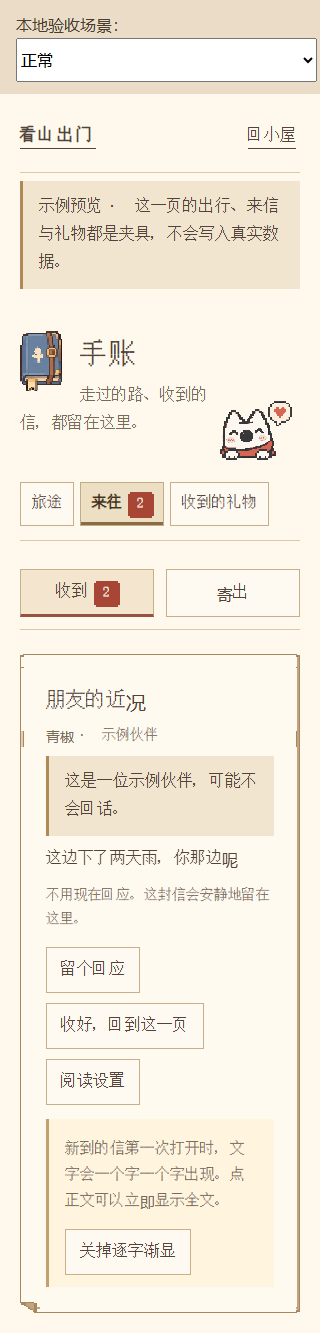 本地验收场景：
正常
看山出门
回小屋
示例预览 · 这一页的出行、来信
与礼物都是夹具，不会写入真实数
据。
手账
走过的路、收到的
信，都留在这里。
旅途
来往 2
收到的礼物
收到 2
寄出
朋友的近况
青椒 · 示例伙伴
这是一位示例伙伴，可能不
会回话。
这边下了两天雨，你那边呢
不用现在回应。这封信会安静地留在
这里。
留个回应
收好，回到这一页
阅读设置
新到的信第一次打开时，文
字会一个字一个字出现。点
正文可以立即显示全文。
关掉逐字渐显